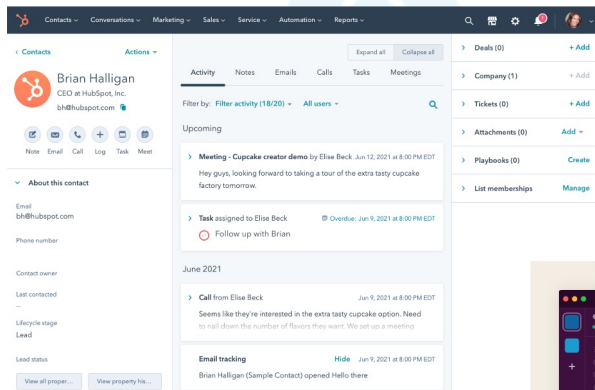 Contacts Conversations Marketing Sales Service Automation Reports
Contacts
Actions
Brian Halligan
CEO at HubSpot, Inc.
bh@hubspot.com
Note Email Call Log Task Meet
About this contact
Email
bh@hubspot.com
Phone number
Contact owner
Last contacted
--
Lifecycle stage
Lead
Lead status
View all proper...
View property his...
Expand all
Collapse all
Activity Notes Emails Calls Tasks Meetings
Filter by: Filter activity (18/20) All users
Upcoming
Meeting - Cupcake creator demo by Elise Beck Jun 12, 2021 at 8:00 PM EDT
Hey guys, looking forward to taking a tour of the extra tasty cupcake
factory tomorrow.
Task assigned to Elise Beck Overdue: Jun 9, 2021 at 8:00 PM EDT
Follow up with Brian
June 2021
Call from Elise Beck Jun 9, 2021 at 8:00 PM EDT
Seems like they're interested in the extra tasty cupcake option. Need
to nail down the number of flavors they want. We set up a meeting
Email tracking Hide Jun 9, 2021 at 8:00 PM EDT
Brian Halligan (Sample Contact) opened Hello there
Deals (0) + Add
Company (1) + Add
Tickets (0) + Add
Attachments (0) Add
Playbooks (0) Create
List memberships Manage